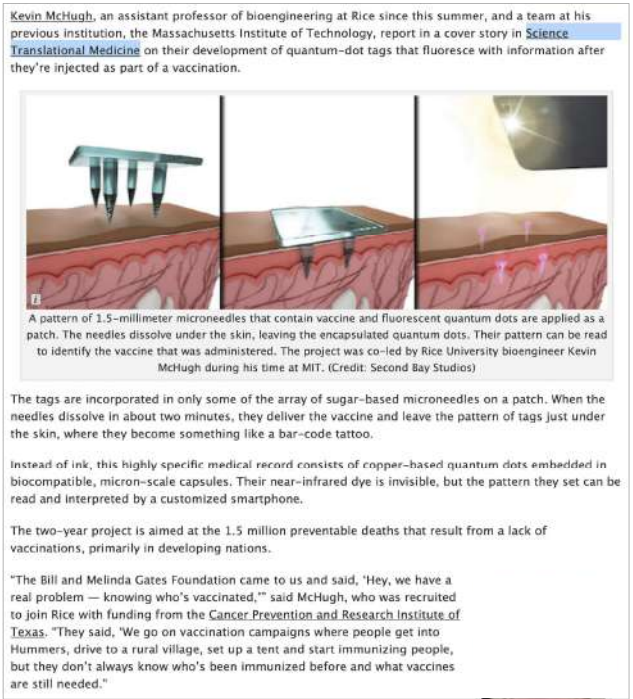 Kevin McHugh, an assistant professor of bioengineering at Rice since this summer, and a team at his
previous institution, the Massachusetts Institute of Technology, report in a cover story in Science
Translational Medicine on their development of quantum-dot tags that fluoresce with information after
they're injected as part of a vaccination.
i
A pattern of 1.5-millimeter microneedles that contain vaccine and fluorescent quantum dots are applied as a
patch. The needles dissolve under the skin, leaving the encapsulated quantum dots. Their pattern can be read
to identify the vaccine that was administered. The project was co-led by Rice University bioengineer Kevin
McHugh during his time at MIT. (Credit: Second Bay Studios)
The tags are incorporated in only some of the array of sugar-based microneedles on a patch. When the
needles dissolve in about two minutes, they deliver the vaccine and leave the pattern of tags just under
the skin, where they become something like a bar-code tattoo.
Instead of ink, this highly specific medical record consists of copper-based quantum dots embedded in
biocompatible, micron-scale capsules. Their near-infrared dye is invisible, but the pattern they set can be
read and interpreted by a customized smartphone.
The two-year project is aimed at the 1.5 million preventable deaths that result from a lack of
vaccinations, primarily in developing nations.
"The Bill and Melinda Gates Foundation came to us and said, 'Hey, we have a
real problem — knowing who's vaccinated,'" said McHugh, who was recruited
to join Rice with funding from the Cancer Prevention and Research Institute of
Texas. "They said, 'We go on vaccination campaigns where people get into
Hummers, drive to a rural village, set up a tent and start immunizing people,
but they don't always know who's been immunized before and what vaccines
are still needed."